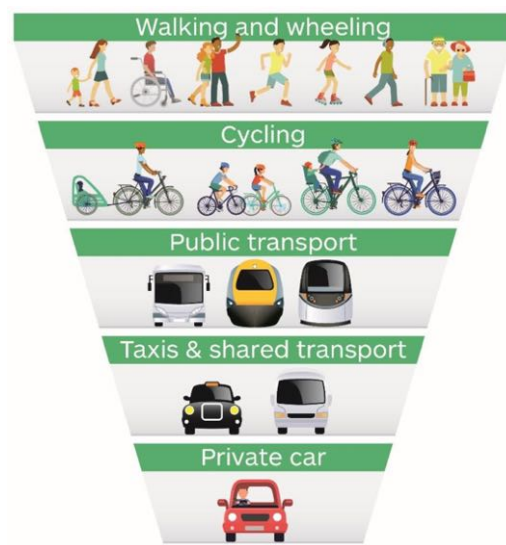 Walking and wheeling
Cycling
Public transport
Taxis & shared transport
Private car